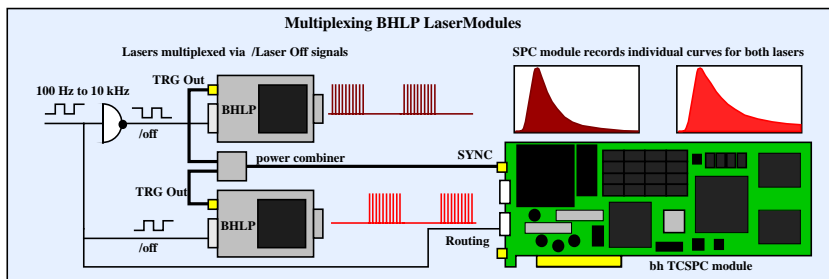 Multiplexing BHLP LaserModules
Lasers multiplexed via /Laser Off signals
SPC module records individual curves for both lasers
TRG Out
100 Hz to 10 kHz
BHLP
/off
power combiner
SYNC
TRG Out
BHLP
/off
Routing
bh TCSPC module